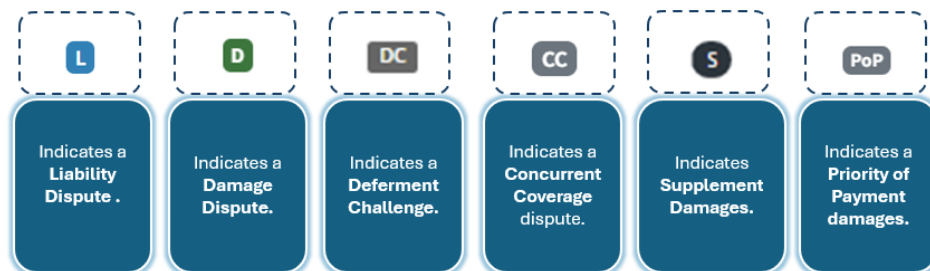 L
D
DC
CC
S
PoP
Indicates a
Liability
Dispute .
Indicates a
Damage
Dispute.
Indicates a
Deferment
Challenge.
Indicates a
Concurrent
Coverage
dispute.
Indicates
Supplement
Damages.
Indicates a
Priority of
Payment
damages.